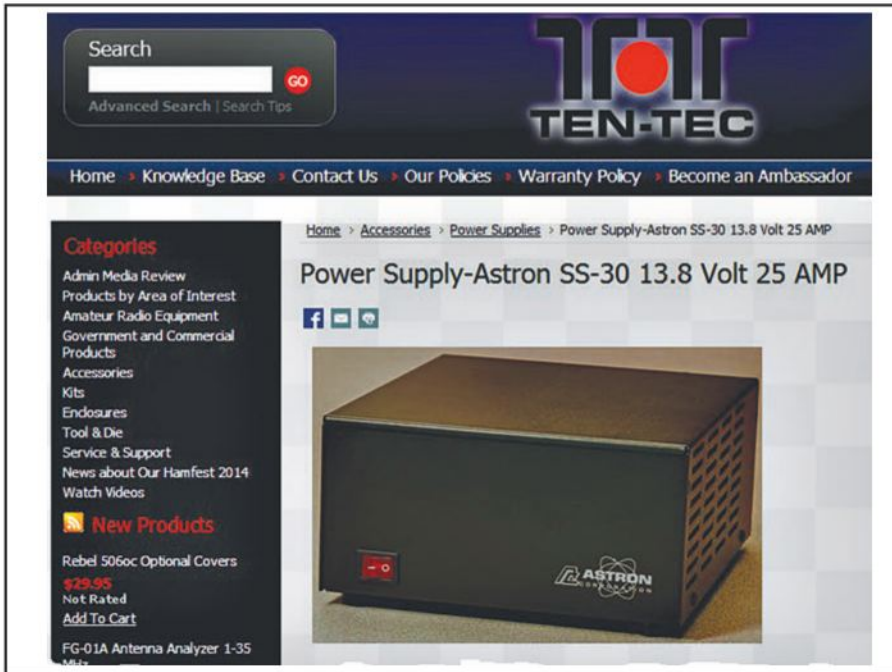 Search
GO
Advanced Search | Search Tips
TEN-TEC
Home Knowledge Base Contact Us Our Policies Warranty Policy Become an Ambassador
Home > Accessories > Power Supplies > Power Supply-Astron SS-30 13.8 Volt 25 AMP
Power Supply-Astron SS-30 13.8 Volt 25 AMP
Categories
Admin Media Review
Products by Area of Interest
Amateur Radio Equipment
Government and Commercial
Products
Accessories
Kits
Enclosures
Tool & Die
Service & Support
News about Our Hamfest 2014
Watch Videos
New Products
Rebel 506oc Optional Covers
$29.95
Not Rated
Add To Cart
FG-01A Antenna Analyzer 1-35
MHz
ASTRON
CORPORATION